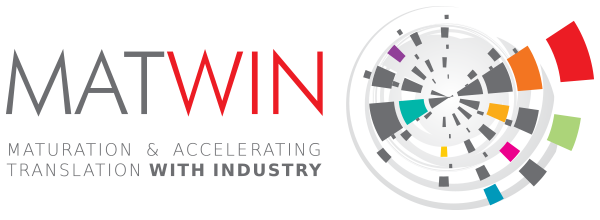 MATWIN
MATURATION & ACCELERATING
TRANSLATION WITH INDUSTRY